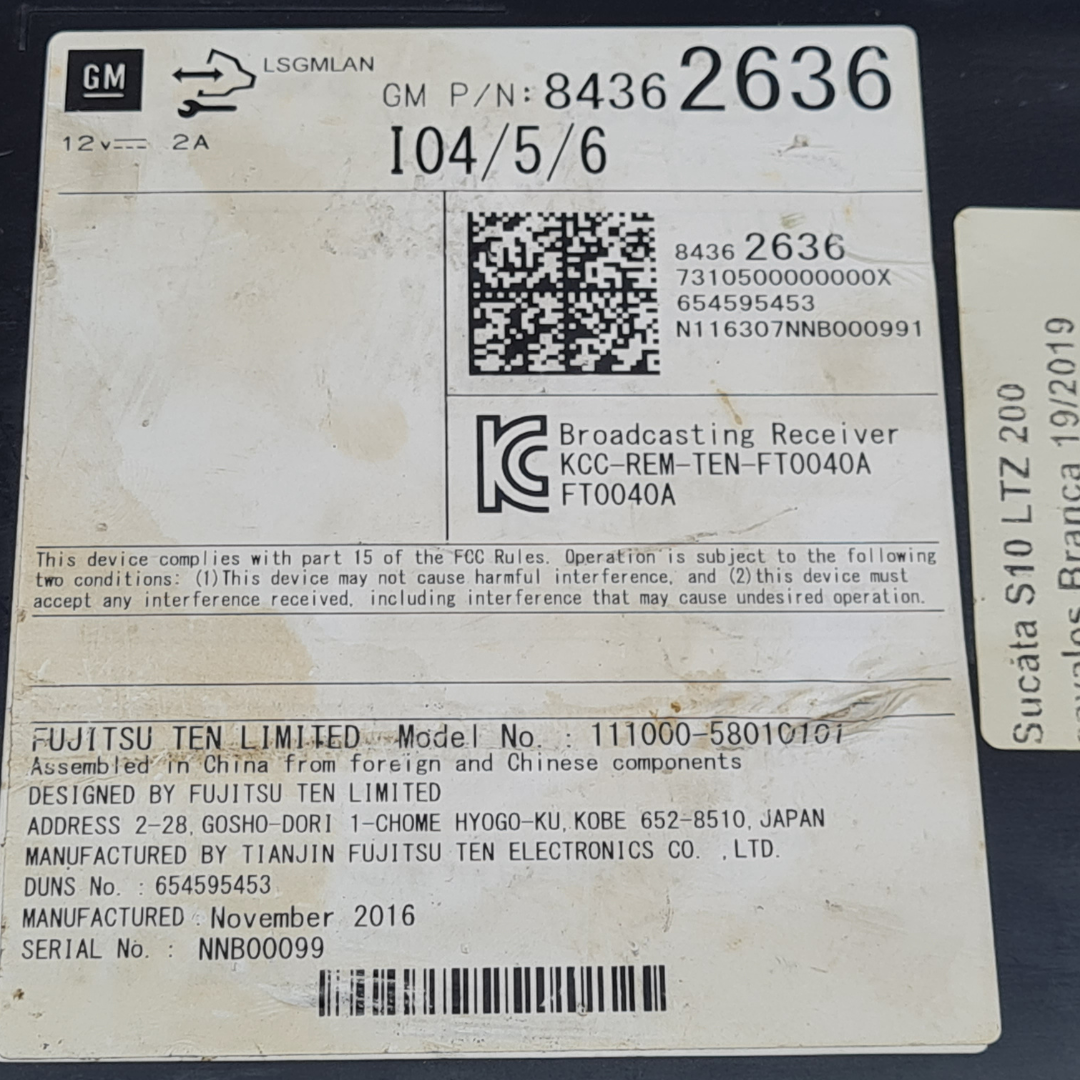 GM
LSGMLAN
GM P/N: 84362636
12V 2A
I04/5/6
8436 2636
7310500000000X
654595453
N116307NNB000991
Broadcasting Receiver
KCC-REM-TEN-FT0040A
FT0040A
This device complies with part 15 of the FCC Rules. Operation is subject to the following
two conditions: (1)This device may not cause harmful interference, and (2)this device must
accept any interference received, including interference that may cause undesired operation.
FUJITSU TEN LIMITED Model No. : 111000-58010101
Assembled in China from foreign and Chinese components
DESIGNED BY FUJITSU TEN LIMITED
ADDRESS 2-28, GOSHO-DORI 1-CHOME HYOGO-KU, KOBE 652-8510, JAPAN
MANUFACTURED BY TIANJIN FUJITSU TEN ELECTRONICS CO. ,LTD.
DUNS No. : 654595453
MANUFACTURED : November 2016
SERIAL No. : NNB00099
Sucata S10 LTZ 200
Branca 19/2019